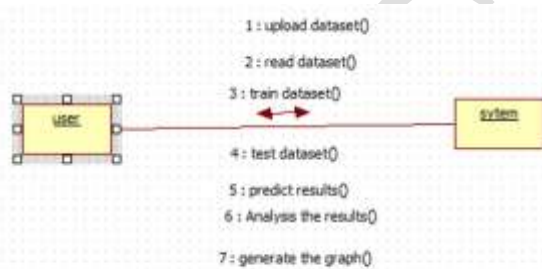 1 : upload dataset()
2 : read dataset()
3 : train dataset()
user
sytem
4 : test dataset()
5 : predict results()
6 : Analysis the results()
7 : generate the graph()